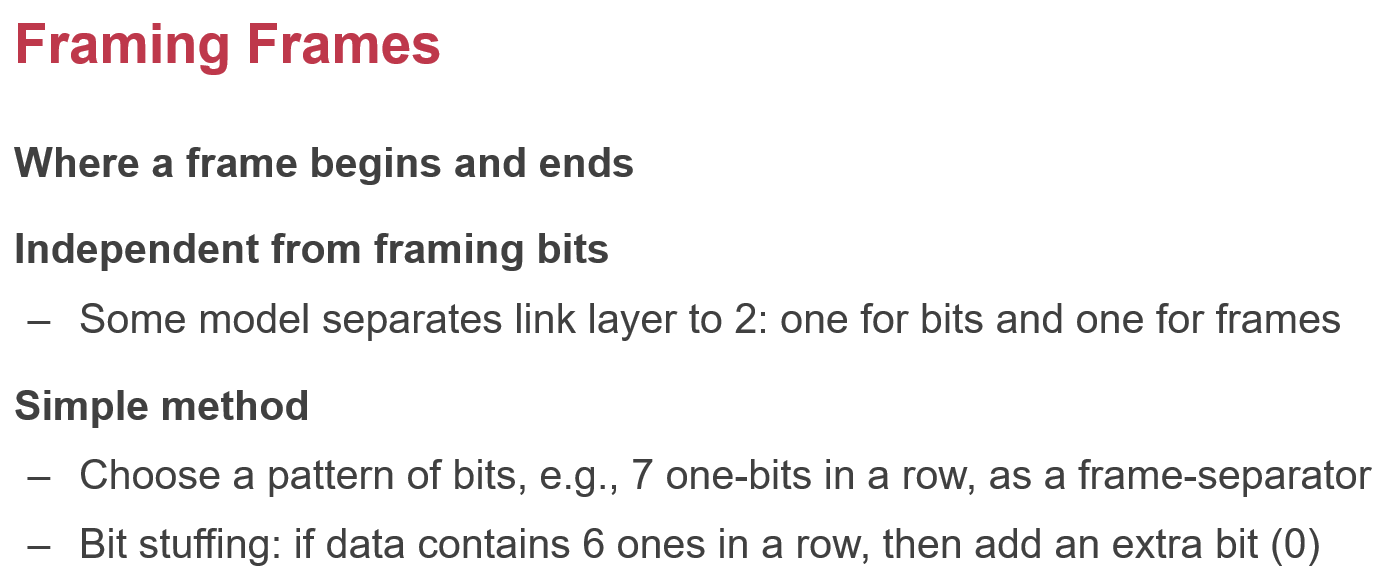 Framing Frames
Where a frame begins and ends
Independent from framing bits
– Some model separates link layer to 2: one for bits and one for frames
Simple method
– Choose a pattern of bits, e.g., 7 one-bits in a row, as a frame-separator
– Bit stuffing: if data contains 6 ones in a row, then add an extra bit (0)